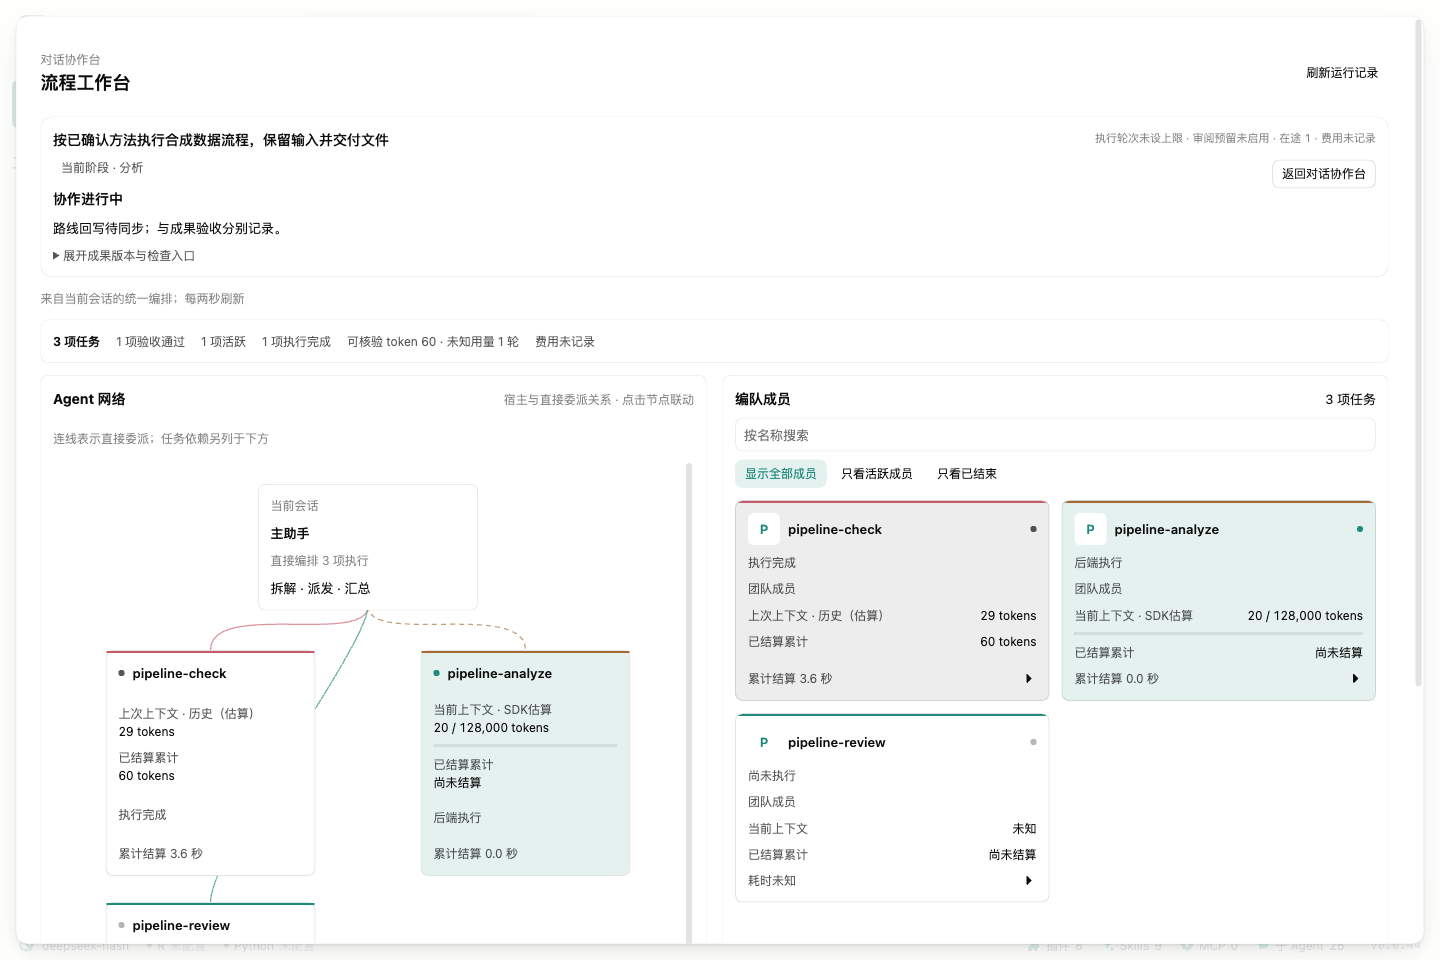 对话协作台
流程工作台
刷新运行记录
按已确认方法执行合成数据流程，保留输入并交付文件
执行轮次未设上限 · 审阅预留未启用 · 在途 1 · 费用未记录
当前阶段 · 分析
返回对话协作台
协作进行中
路线回写待同步；与成果验收分别记录。
展开成果版本与检查入口
来自当前会话的统一编排；每两秒刷新
3 项任务 1 项验收通过 1 项活跃 1 项执行完成 可核验 token 60 · 未知用量 1 轮 费用未记录
Agent 网络
宿主与直接委派关系 · 点击节点联动
连线表示直接委派；任务依赖另列于下方
当前会话
主助手
直接编排 3 项执行
拆解 · 派发 · 汇总
pipeline-check
上次上下文 · 历史（估算）
29 tokens
已结算累计
60 tokens
执行完成
累计结算 3.6 秒
pipeline-analyze
当前上下文 · SDK估算
20 / 128,000 tokens
已结算累计
尚未结算
后端执行
累计结算 0.0 秒
pipeline-review
编队成员
3 项任务
按名称搜索
显示全部成员 只看活跃成员 只看已结束
P pipeline-check
执行完成
团队成员
上次上下文 · 历史（估算） 29 tokens
已结算累计 60 tokens
累计结算 3.6 秒
P pipeline-analyze
后端执行
团队成员
当前上下文 · SDK估算 20 / 128,000 tokens
已结算累计 尚未结算
累计结算 0.0 秒
P pipeline-review
尚未执行
团队成员
当前上下文 未知
已结算累计 尚未结算
耗时未知